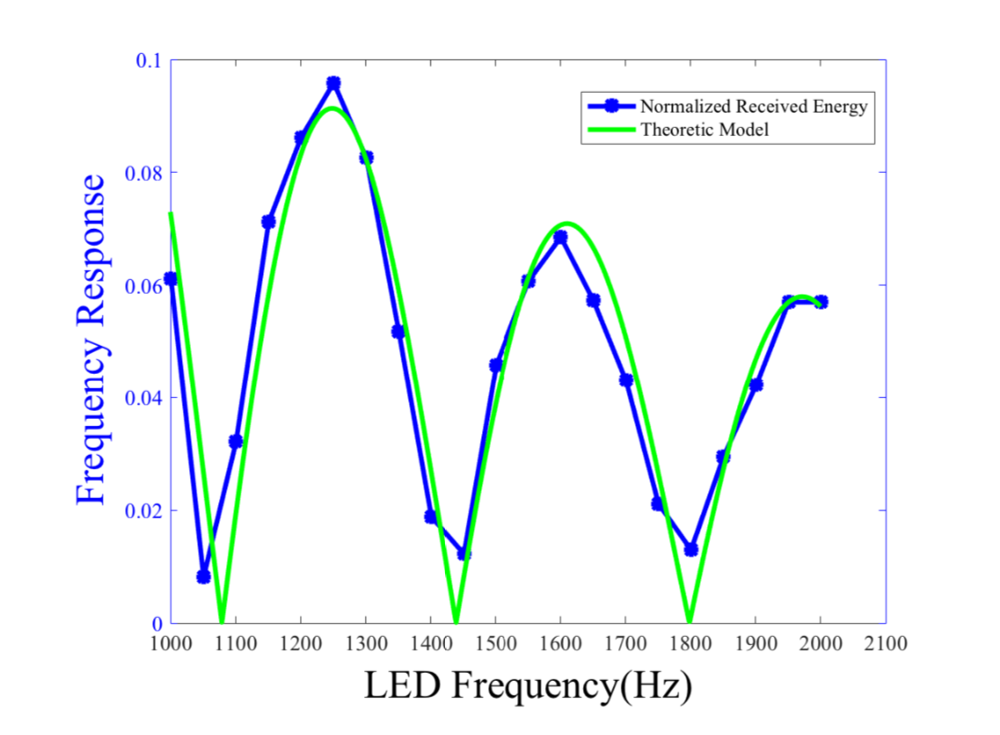 0.1
0.08
0.06
0.04
0.02
0
Frequency Response
Normalized Received Energy
Theoretic Model
1000 1100 1200 1300 1400 1500 1600 1700 1800 1900 2000 2100
LED Frequency(Hz)